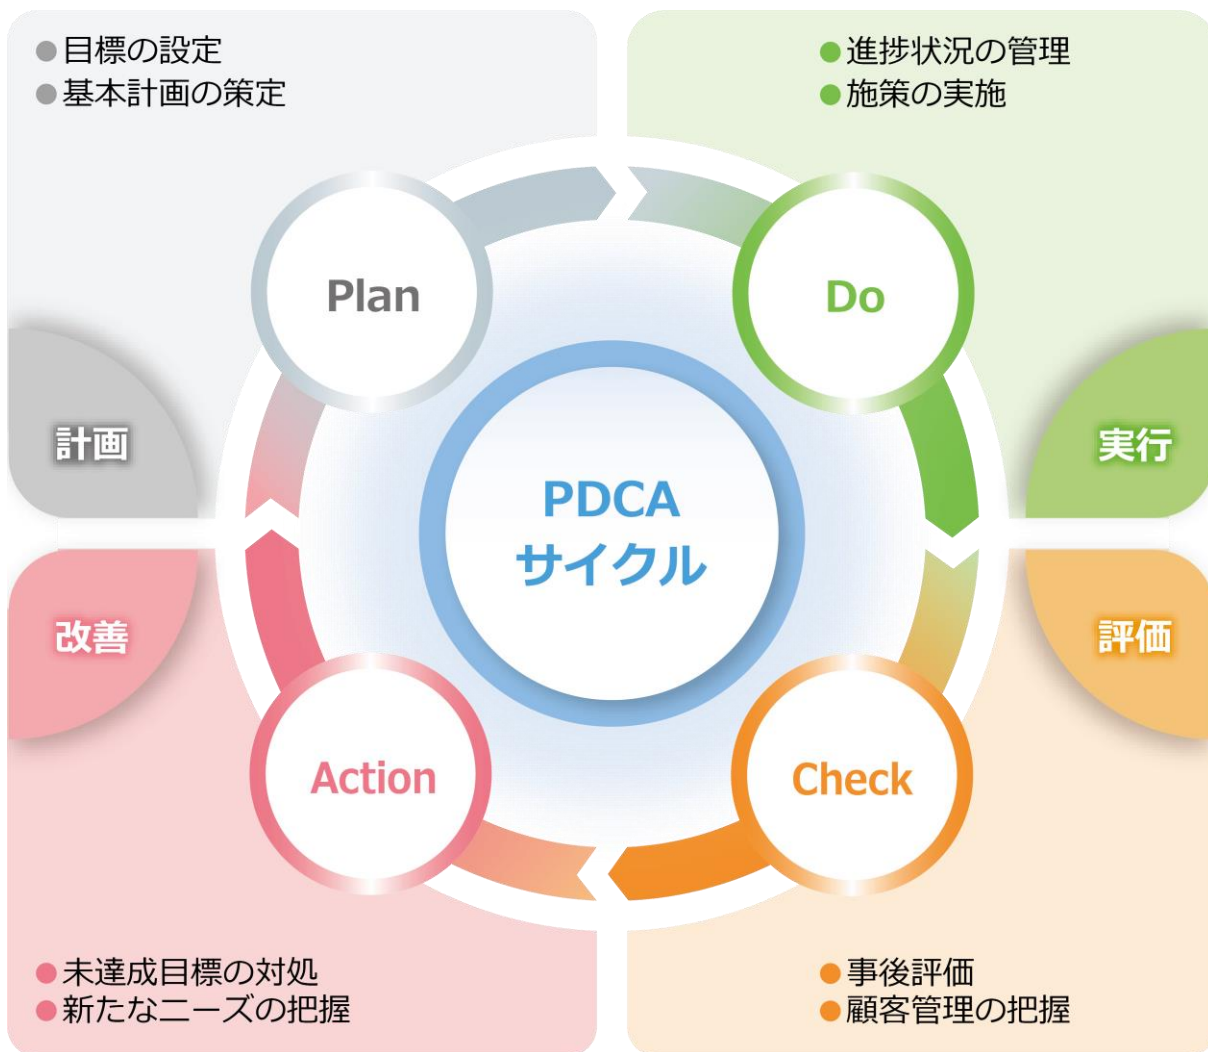 目標の設定
基本計画の策定
進捗状況の管理
施策の実施
Plan
Do
計画
実行
PDCA
サイクル
改善
評価
Action
Check
未達成目標の対処
新たなニーズの把握
事後評価
顧客管理の把握